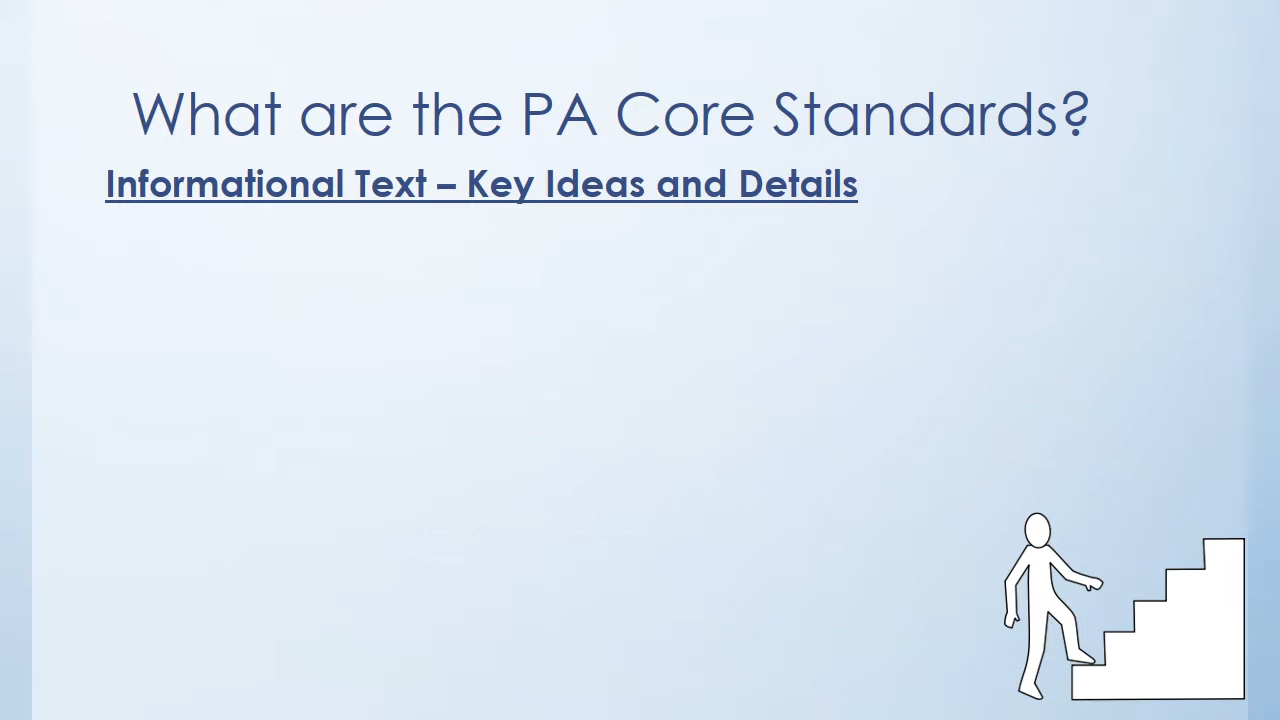 What are the PA Core Standards?
Informational Text – Key Ideas and Details